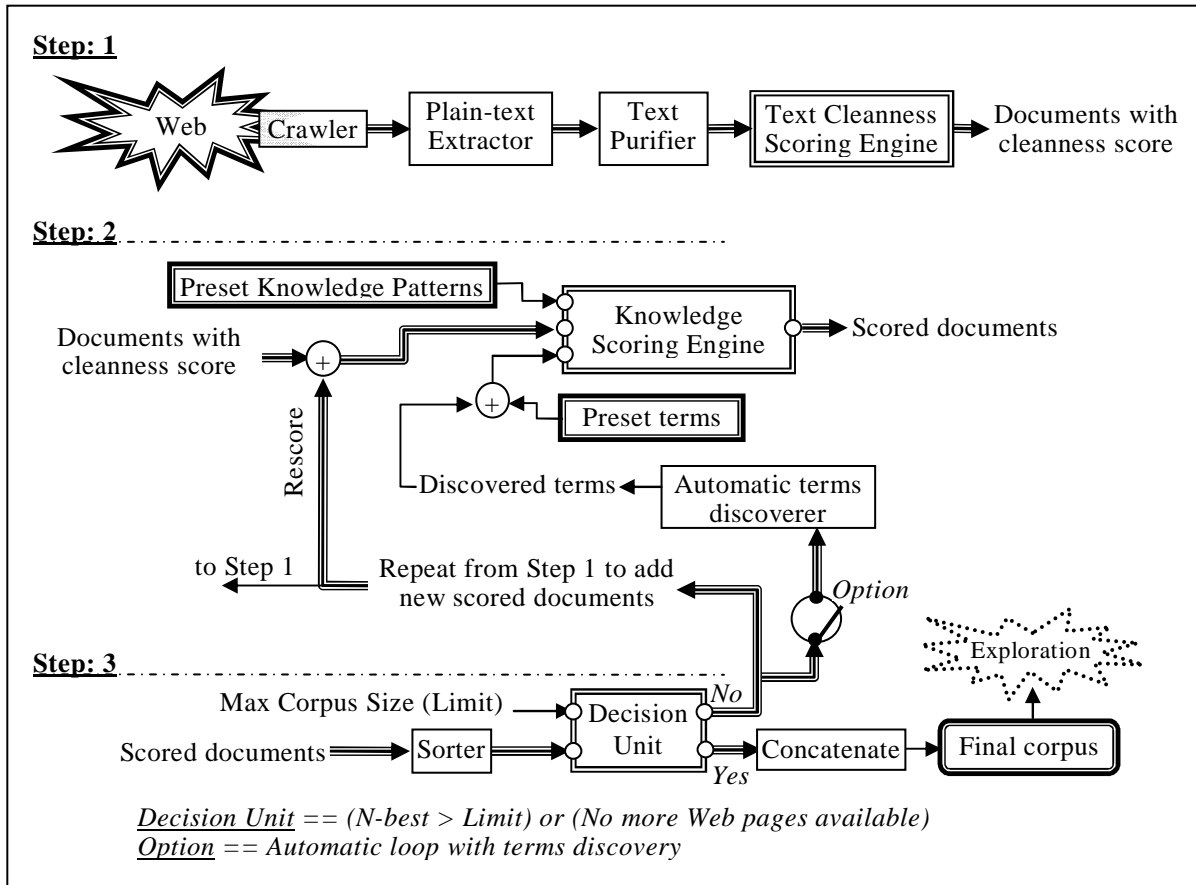 Step: 1
Web
Crawler
Plain-text
Extractor
Text
Purifier
Text Cleanness
Scoring Engine
Documents with
cleanness score
Step: 2
Preset Knowledge Patterns
Documents with
cleanness score
+
Knowledge
Scoring Engine
Scored documents
+
Preset terms
Rescore
Discovered terms
Automatic terms
discoverer
to Step 1
Repeat from Step 1 to add
new scored documents
Option
Exploration
Step: 3
Max Corpus Size (Limit)
No
Decision
Unit
Scored documents
Sorter
Yes
Concatenate
Final corpus
Decision Unit == (N-best > Limit) or (No more Web pages available)
Option == Automatic loop with terms discovery